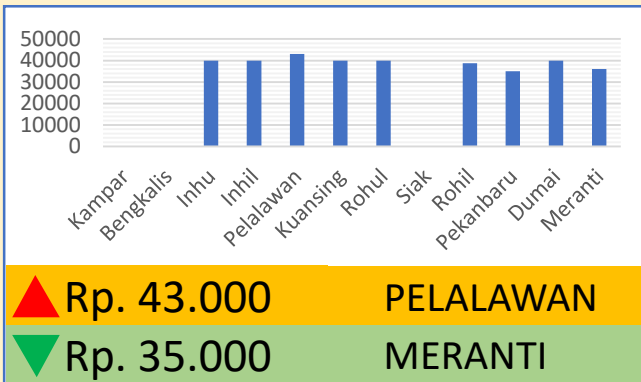 50000
40000
30000
20000
10000
0
Kampar
Bengkalis
Inhu
Inhil
Pelalawan
Kuansing
Rohul
Siak
Rohil
Pekanbaru
Dumai
Meranti
Rp. 43.000 PELALAWAN
Rp. 35.000 MERANTI